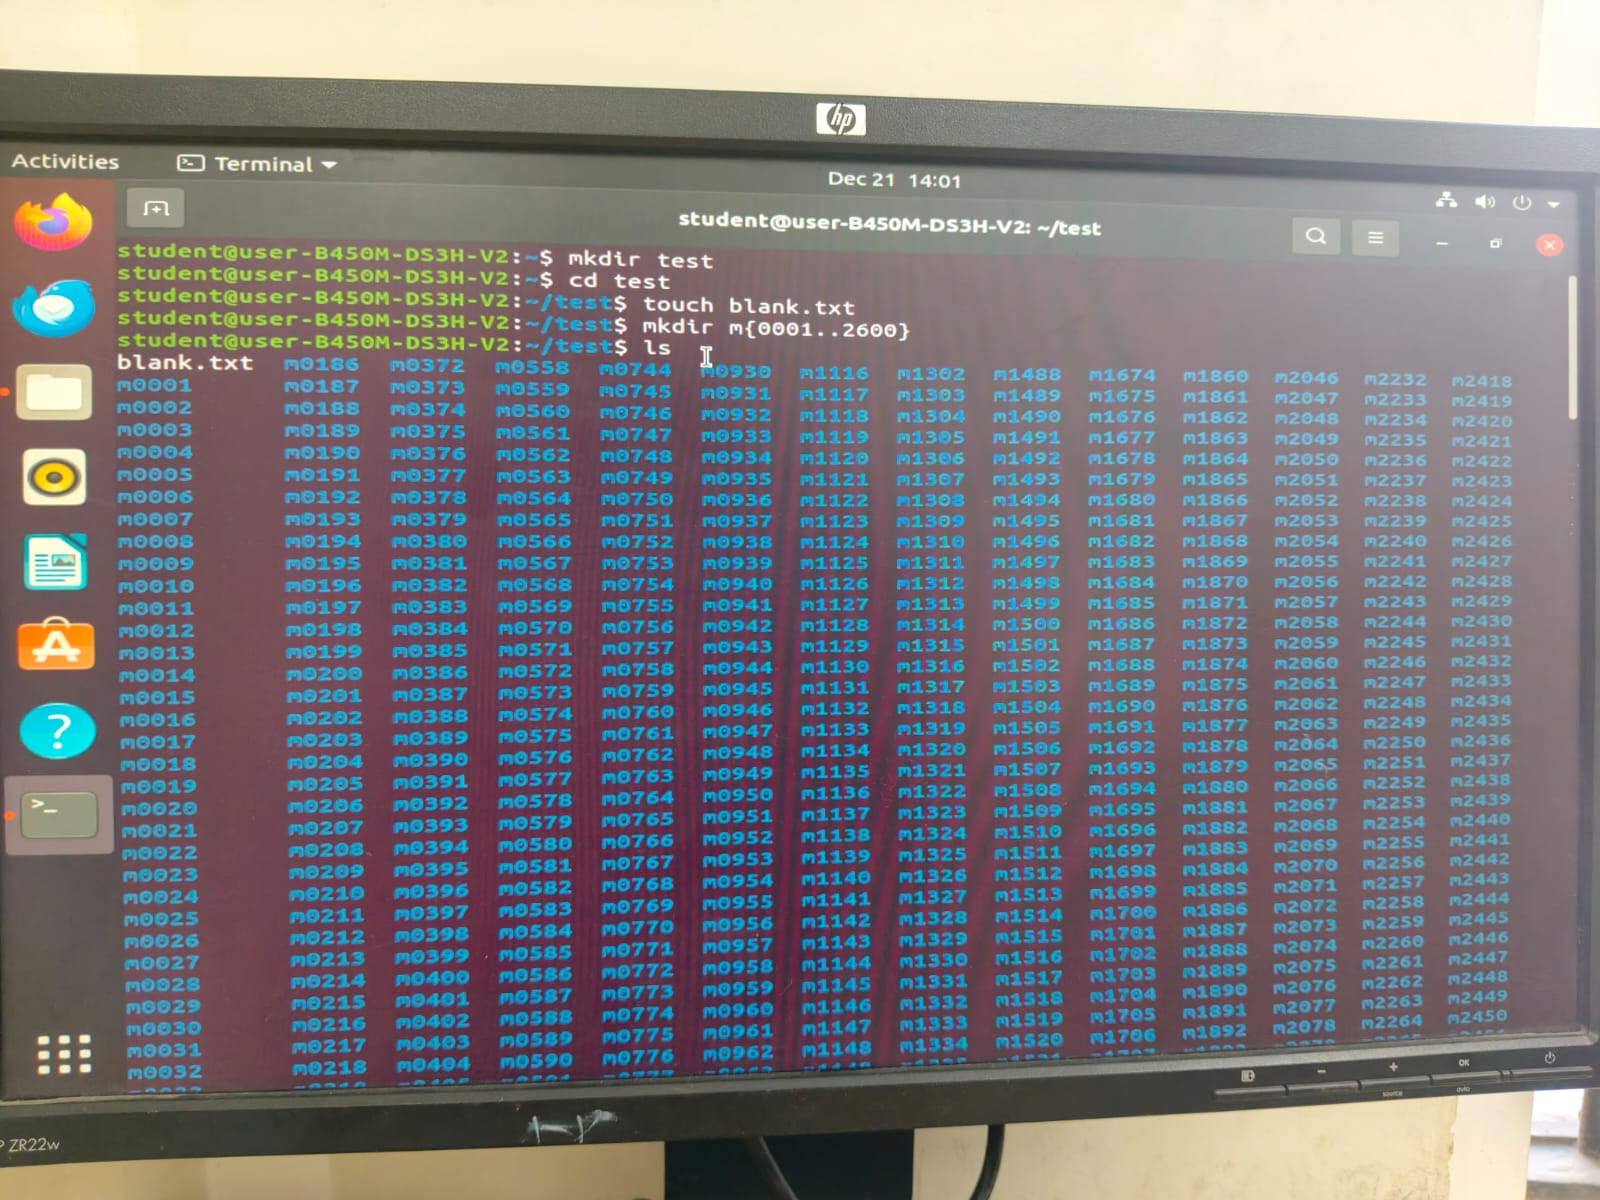 hp
Activities Terminal
Dec 21 14:01
student@user-B450M-DS3H-V2: ~/test
student@user-B450M-DS3H-V2:~$ mkdir test
student@user-B450M-DS3H-V2:~$ cd test
student@user-B450M-DS3H-V2:~/test$ touch blank.txt
student@user-B450M-DS3H-V2:~/test$ mkdir m{0001..2600}
student@user-B450M-DS3H-V2:~/test$ ls
blank.txt m0186 m0372 m0558 m0744 m0930 m1116 m1302 m1488 m1674 m1860 m2046 m2232 m2418
m0001 m0187 m0373 m0559 m0745 m0931 m1117 m1303 m1489 m1675 m1861 m2047 m2233 m2419
m0002 m0188 m0374 m0560 m0746 m0932 m1118 m1304 m1490 m1676 m1862 m2048 m2234 m2420
m0003 m0189 m0375 m0561 m0747 m0933 m1119 m1305 m1491 m1677 m1863 m2049 m2235 m2421
m0004 m0190 m0376 m0562 m0748 m0934 m1120 m1306 m1492 m1678 m1864 m2050 m2236 m2422
m0005 m0191 m0377 m0563 m0749 m0935 m1121 m1307 m1493 m1679 m1865 m2051 m2237 m2423
m0006 m0192 m0378 m0564 m0750 m0936 m1122 m1308 m1494 m1680 m1866 m2052 m2238 m2424
m0007 m0193 m0379 m0565 m0751 m0937 m1123 m1309 m1495 m1681 m1867 m2053 m2239 m2425
m0008 m0194 m0380 m0566 m0752 m0938 m1124 m1310 m1496 m1682 m1868 m2054 m2240 m2426
m0009 m0195 m0381 m0567 m0753 m0939 m1125 m1311 m1497 m1683 m1869 m2055 m2241 m2427
m0010 m0196 m0382 m0568 m0754 m0940 m1126 m1312 m1498 m1684 m1870 m2056 m2242 m2428
m0011 m0197 m0383 m0569 m0755 m0941 m1127 m1313 m1499 m1685 m1871 m2057 m2243 m2429
m0012 m0198 m0384 m0570 m0756 m0942 m1128 m1314 m1500 m1686 m1872 m2058 m2244 m2430
m0013 m0199 m0385 m0571 m0757 m0943 m1129 m1315 m1501 m1687 m1873 m2059 m2245 m2431
m0014 m0200 m0386 m0572 m0758 m0944 m1130 m1316 m1502 m1688 m1874 m2060 m2246 m2432
m0015 m0201 m0387 m0573 m0759 m0945 m1131 m1317 m1503 m1689 m1875 m2061 m2247 m2433
m0016 m0202 m0388 m0574 m0760 m0946 m1132 m1318 m1504 m1690 m1876 m2062 m2248 m2434
m0017 m0203 m0389 m0575 m0761 m0947 m1133 m1319 m1505 m1691 m1877 m2063 m2249 m2435
m0018 m0204 m0390 m0576 m0762 m0948 m1134 m1320 m1506 m1692 m1878 m2064 m2250 m2436
m0019 m0205 m0391 m0577 m0763 m0949 m1135 m1321 m1507 m1693 m1879 m2065 m2251 m2437
m0020 m0206 m0392 m0578 m0764 m0950 m1136 m1322 m1508 m1694 m1880 m2066 m2252 m2438
m0021 m0207 m0393 m0579 m0765 m0951 m1137 m1323 m1509 m1695 m1881 m2067 m2253 m2439
m0022 m0208 m0394 m0580 m0766 m0952 m1138 m1324 m1510 m1696 m1882 m2068 m2254 m2440
m0023 m0209 m0395 m0581 m0767 m0953 m1139 m1325 m1511 m1697 m1883 m2069 m2255 m2441
m0024 m0210 m0396 m0582 m0768 m0954 m1140 m1326 m1512 m1698 m1884 m2070 m2256 m2442
m0025 m0211 m0397 m0583 m0769 m0955 m1141 m1327 m1513 m1699 m1885 m2071 m2257 m2443
m0026 m0212 m0398 m0584 m0770 m0956 m1142 m1328 m1514 m1700 m1886 m2072 m2258 m2444
m0027 m0213 m0399 m0585 m0771 m0957 m1143 m1329 m1515 m1701 m1887 m2073 m2259 m2445
m0028 m0214 m0400 m0586 m0772 m0958 m1144 m1330 m1516 m1702 m1888 m2074 m2260 m2446
m0029 m0215 m0401 m0587 m0773 m0959 m1145 m1331 m1517 m1703 m1889 m2075 m2261 m2447
m0030 m0216 m0402 m0588 m0774 m0960 m1146 m1332 m1518 m1704 m1890 m2076 m2262 m2448
m0031 m0217 m0403 m0589 m0775 m0961 m1147 m1333 m1519 m1705 m1891 m2077 m2263 m2449
m0032 m0218 m0404 m0590 m0776 m0962 m1148 m1334 m1520 m1706 m1892 m2078 m2264 m2450
- + OK
source auto
ZR22w